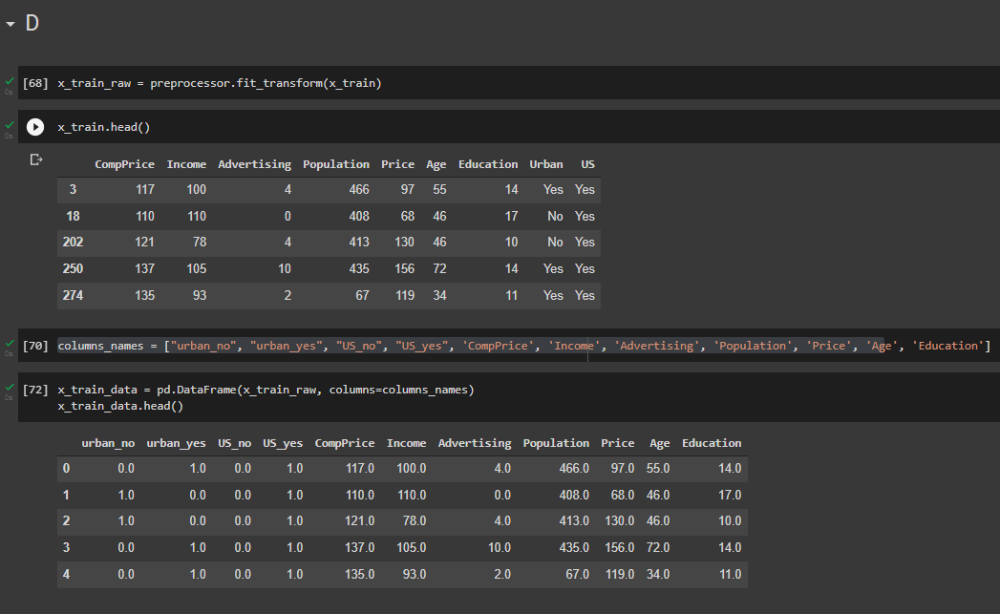 D
[68] x_train_raw = preprocessor.fit_transform(x_train)
0s
x_train.head()
0s
CompPrice Income Advertising Population Price Age Education Urban US
3 117 100 4 466 97 55 14 Yes Yes
18 110 110 0 408 68 46 17 No Yes
202 121 78 4 413 130 46 10 No Yes
250 137 105 10 435 156 72 14 Yes Yes
274 135 93 2 67 119 34 11 Yes Yes
[70] columns_names = ["urban_no", "urban_yes", "US_no", "US_yes", 'CompPrice', 'Income', 'Advertising', 'Population', 'Price', 'Age', 'Education']
0s
[72] x_train_data = pd.DataFrame(x_train_raw, columns=columns_names)
0s
x_train_data.head()
urban_no urban_yes US_no US_yes CompPrice Income Advertising Population Price Age Education
0 0.0 1.0 0.0 1.0 117.0 100.0 4.0 466.0 97.0 55.0 14.0
1 1.0 0.0 0.0 1.0 110.0 110.0 0.0 408.0 68.0 46.0 17.0
2 1.0 0.0 0.0 1.0 121.0 78.0 4.0 413.0 130.0 46.0 10.0
3 0.0 1.0 0.0 1.0 137.0 105.0 10.0 435.0 156.0 72.0 14.0
4 0.0 1.0 0.0 1.0 135.0 93.0 2.0 67.0 119.0 34.0 11.0